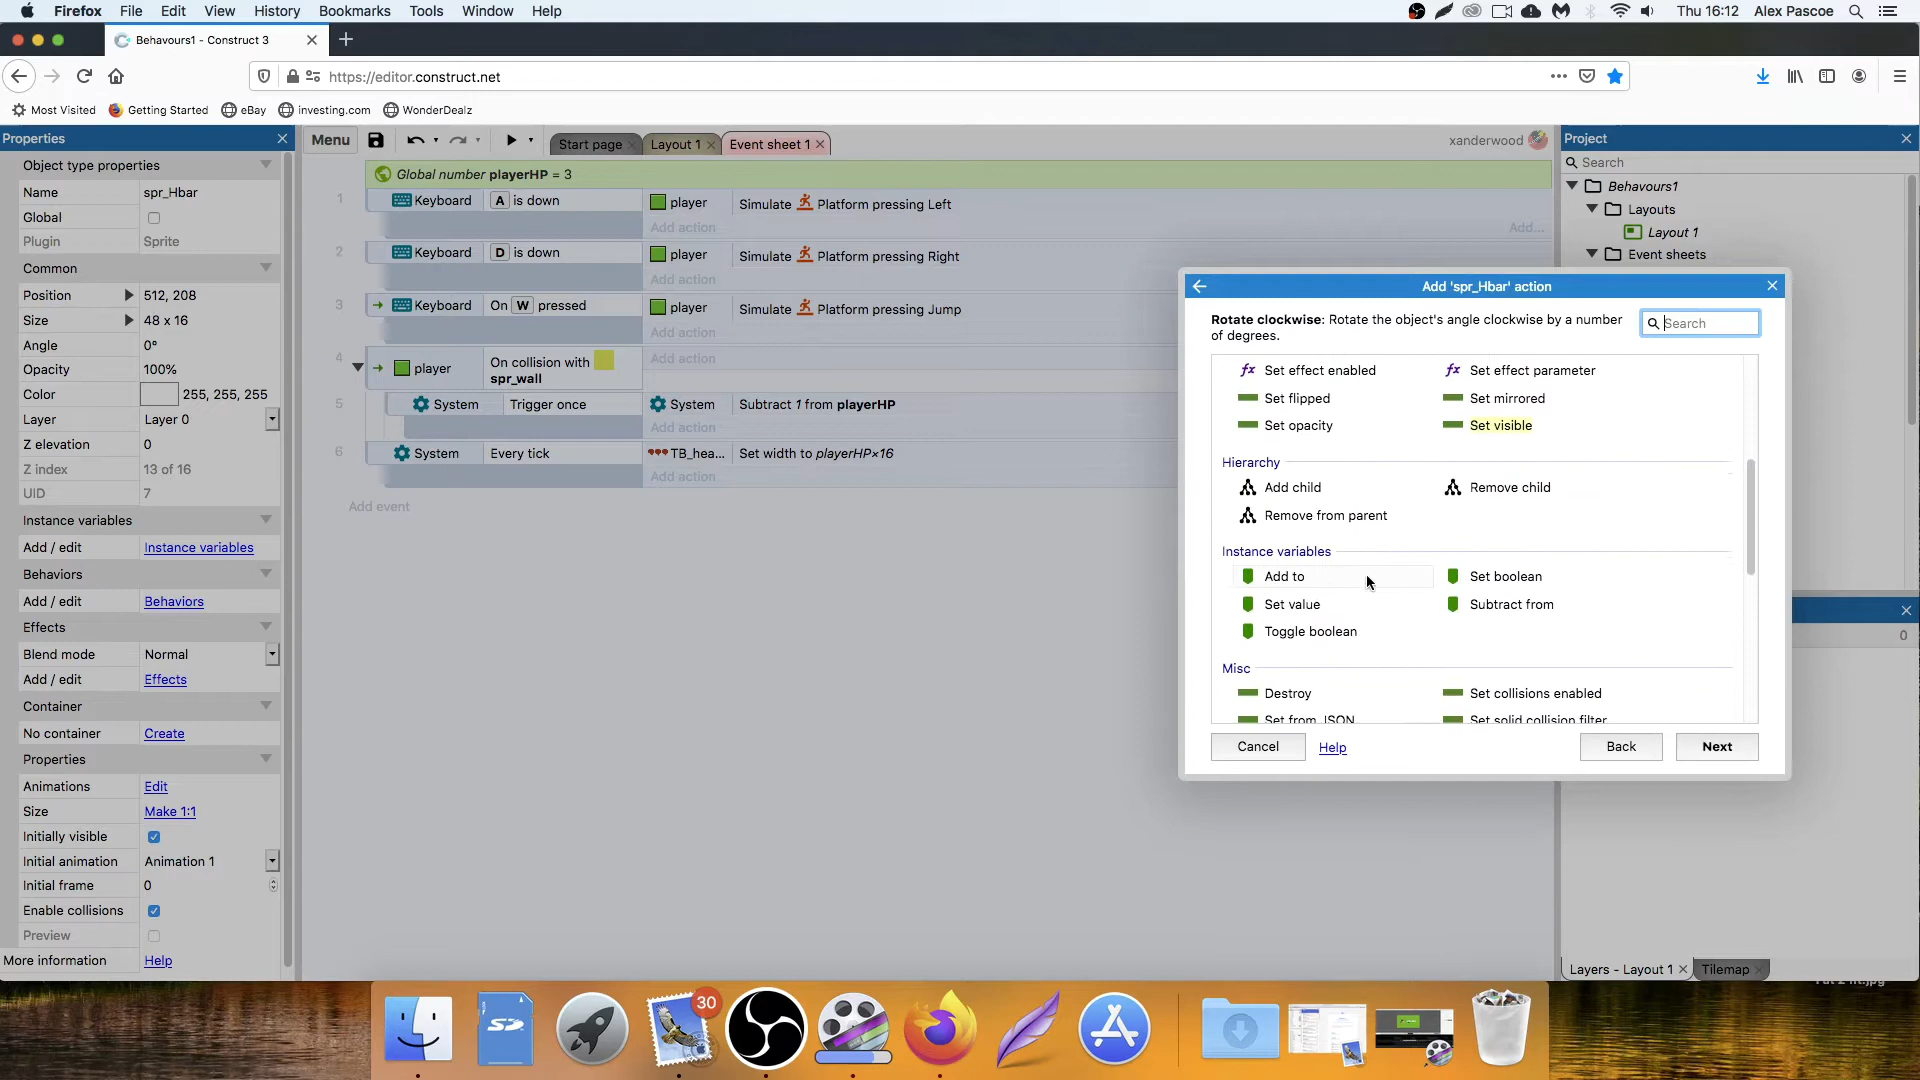 Firefox File Edit View History Bookmarks Tools Window Help Thu 16:12 Alex Pascoe
Behavours1 - Construct 3
https://editor.construct.net
Most Visited Getting Started eBay investing.com WonderDealz
Properties
Object type properties
Name spr_Hbar
Global
Plugin Sprite
Common
Position 512, 208
Size 48 x 16
Angle 0°
Opacity 100%
Color 255, 255, 255
Layer Layer 0
Z elevation 0
Z index 13 of 16
UID 7
Instance variables
Add / edit Instance variables
Behaviors
Add / edit Behaviors
Effects
Blend mode Normal
Add / edit Effects
Container
No container Create
Properties
Animations Edit
Size Make 1:1
Initially visible
Initial animation Animation 1
Initial frame 0
Enable collisions
Preview
More information Help
Menu Start page Layout 1 Event sheet 1 xanderwood
Global number playerHP = 3
1 Keyboard A is down player Simulate Platform pressing Left
Add action Add...
2 Keyboard D is down player Simulate Platform pressing Right
Add action
3 Keyboard On W pressed player Simulate Platform pressing Jump
Add action
4 player On collision with spr_wall Add action
5 System Trigger once System Subtract 1 from playerHP
Add action
6 System Every tick TB_hea... Set width to playerHP×16
Add action
Add event
Add 'spr_Hbar' action
Rotate clockwise: Rotate the object's angle clockwise by a number
of degrees.
Search
Set effect enabled Set effect parameter
Set flipped Set mirrored
Set opacity Set visible
Hierarchy
Add child Remove child
Remove from parent
Instance variables
Add to Set boolean
Set value Subtract from
Toggle boolean
Misc
Destroy Set collisions enabled
Set from JSON Set solid collision filter
Cancel Help Back Next
Project
Search
Behavours1
Layouts
Layout 1
Event sheets
0
Layers - Layout 1 Tilemap
30